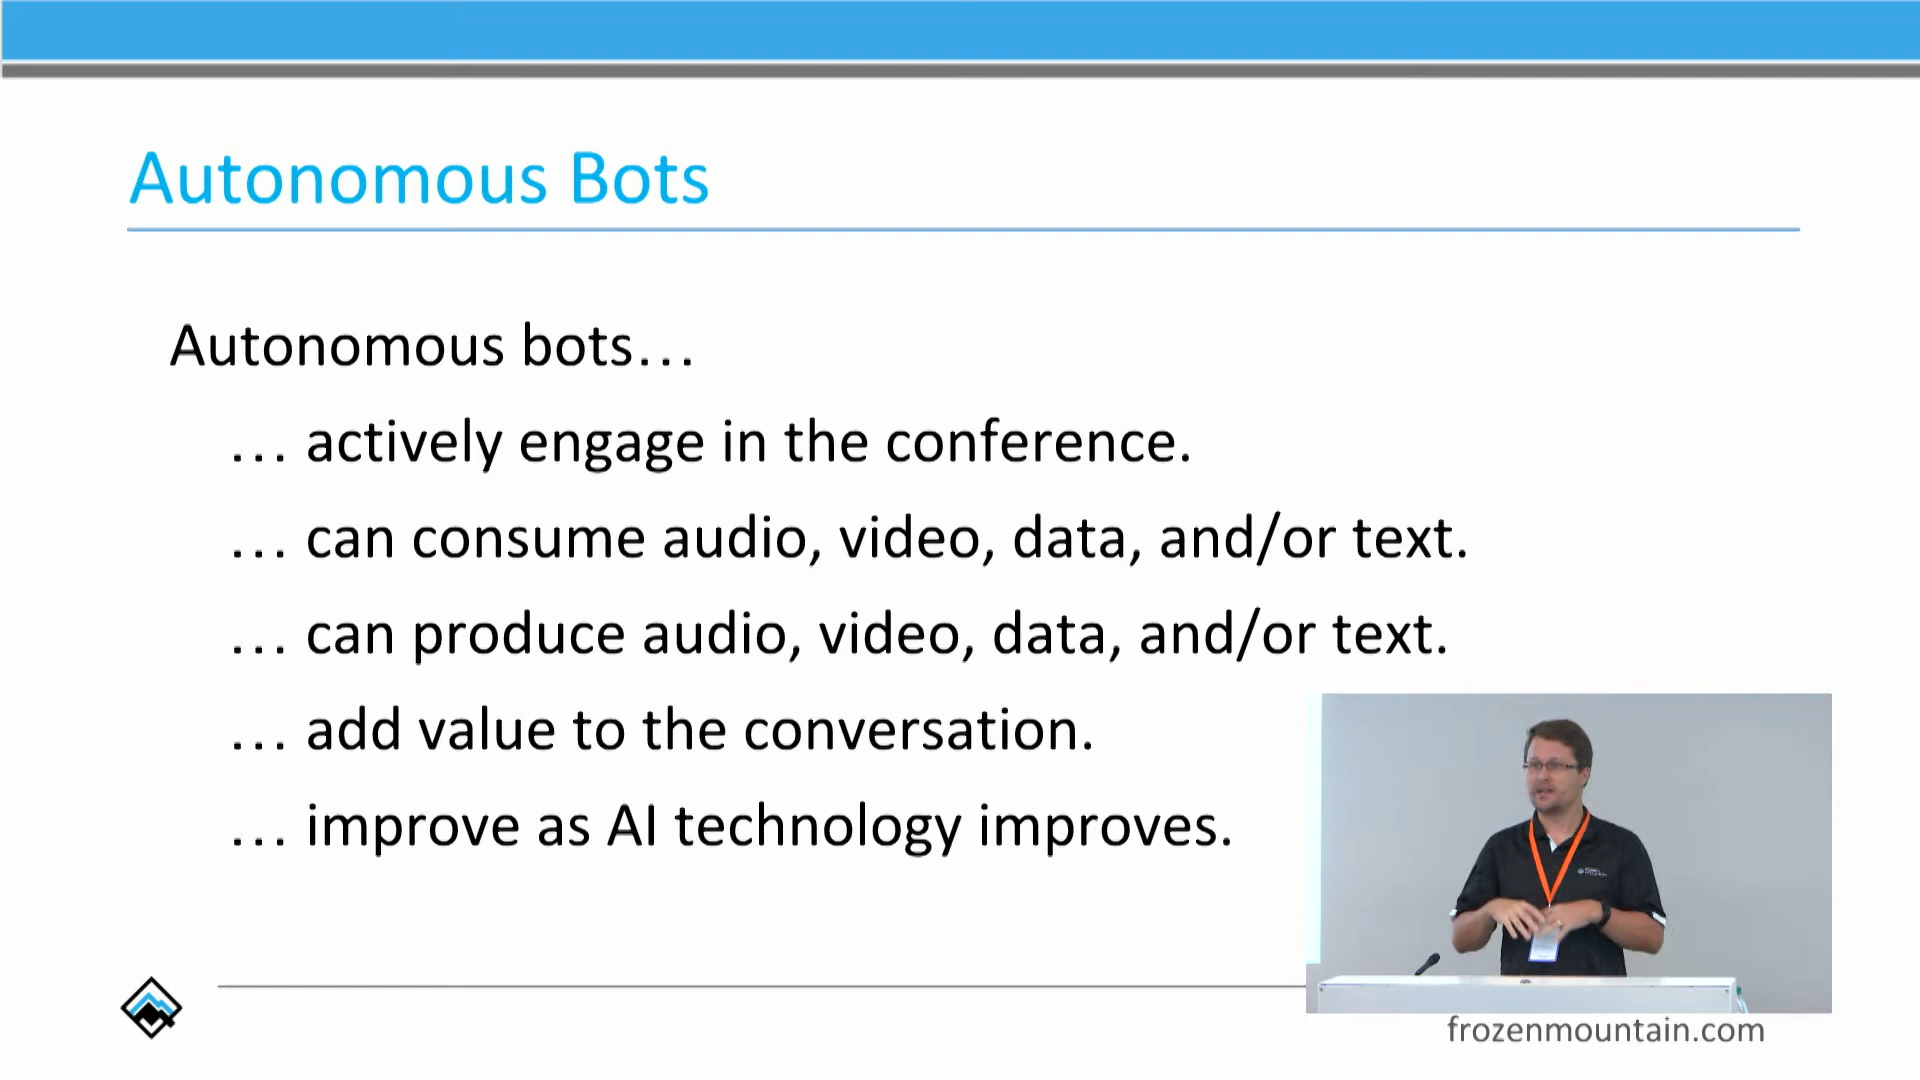 Autonomous Bots
Autonomous bots…
… actively engage in the conference.
… can consume audio, video, data, and/or text.
… can produce audio, video, data, and/or text.
… add value to the conversation.
… improve as AI technology improves.
frozenmountain.com